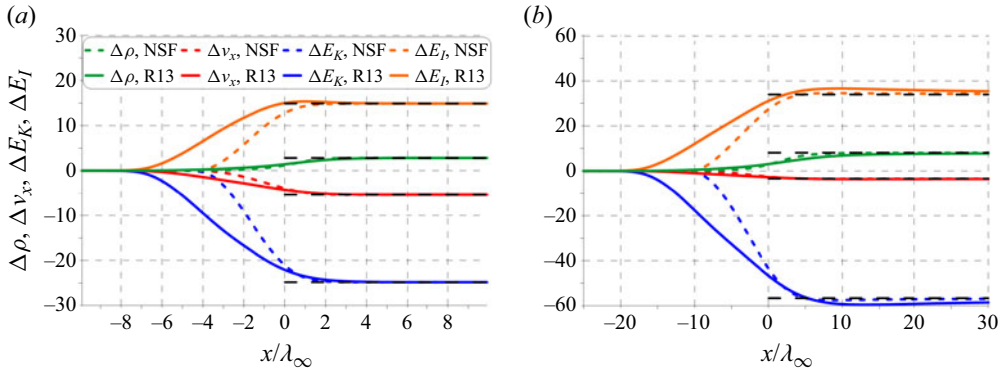 (a)
(b)
Δρ, Δv_x, ΔE_K, ΔE_I
30
15
0
–10
–20
–30
Δρ, NSF Δv_x, NSF ΔE_K, NSF ΔE_I, NSF
Δρ, R13 Δv_x, R13 ΔE_K, R13 ΔE_I, R13
–8 –6 –4 –2 0 2 4 6 8
x/λ_∞
60
40
20
0
–20
–40
–60
–20 –10 0 10 20 30
x/λ_∞